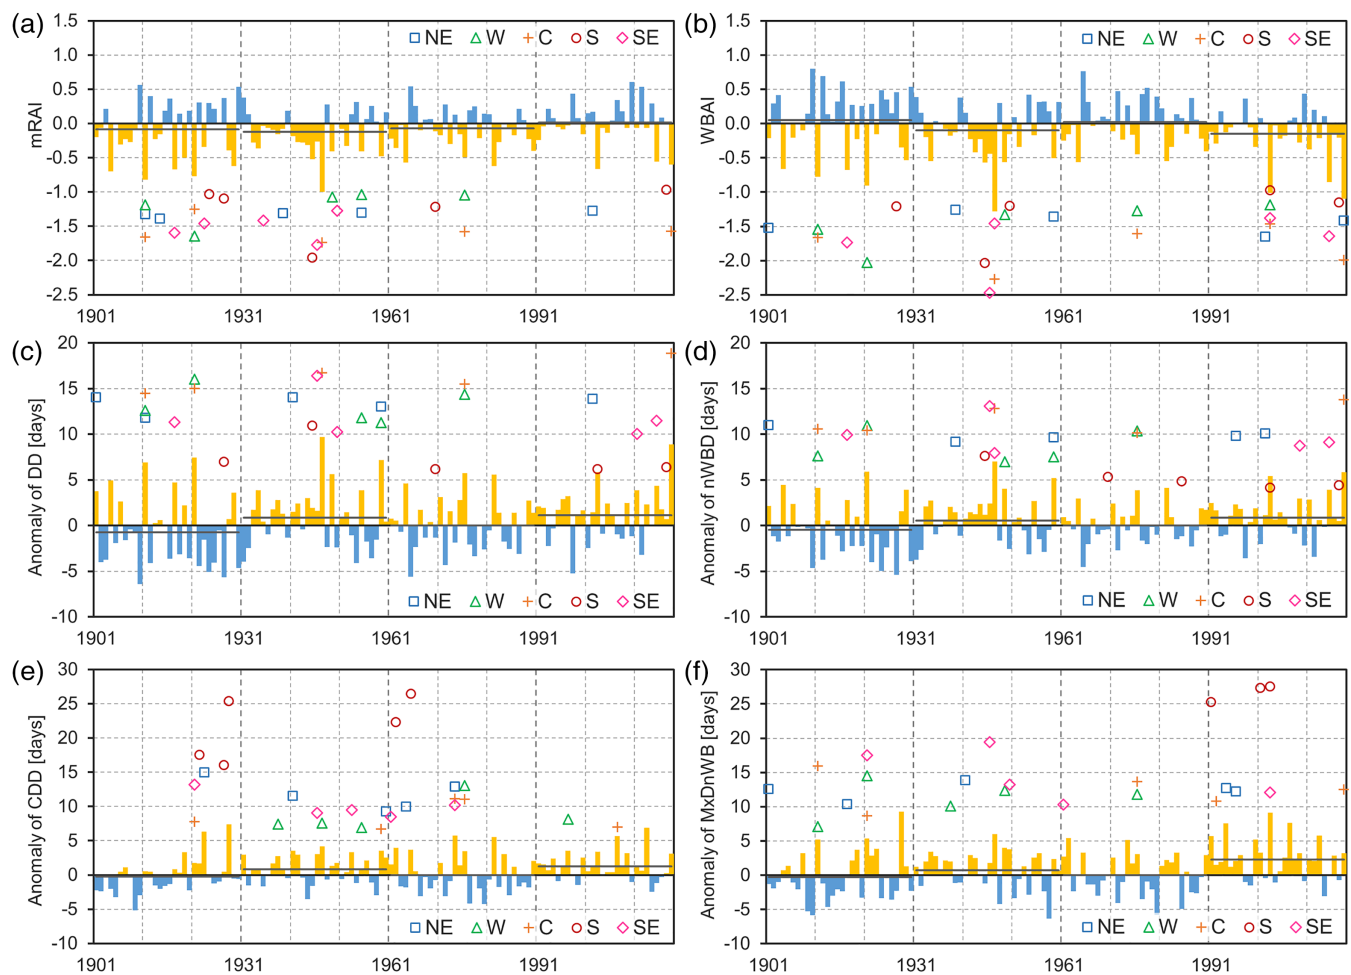 (a)
mRAI
1.5
1.0
0.5
0.0
-0.5
-1.0
-1.5
-2.0
-2.5
NE W C S SE
1901 1931 1961 1991
(b)
WBAI
1.5
1.0
0.5
0.0
-0.5
-1.0
-1.5
-2.0
-2.5
NE W C S SE
1901 1931 1961 1991
(c)
Anomaly of DD [days]
20
15
10
5
0
-5
-10
NE W C S SE
1901 1931 1961 1991
(d)
Anomaly of nWBD [days]
20
15
10
5
0
-5
-10
NE W C S SE
1901 1931 1961 1991
(e)
Anomaly of CDD [days]
30
25
20
15
10
5
0
-5
-10
NE W C S SE
1901 1931 1961 1991
(f)
Anomaly of MxDnWB [days]
30
25
20
15
10
5
0
-5
-10
NE W C S SE
1901 1931 1961 1991